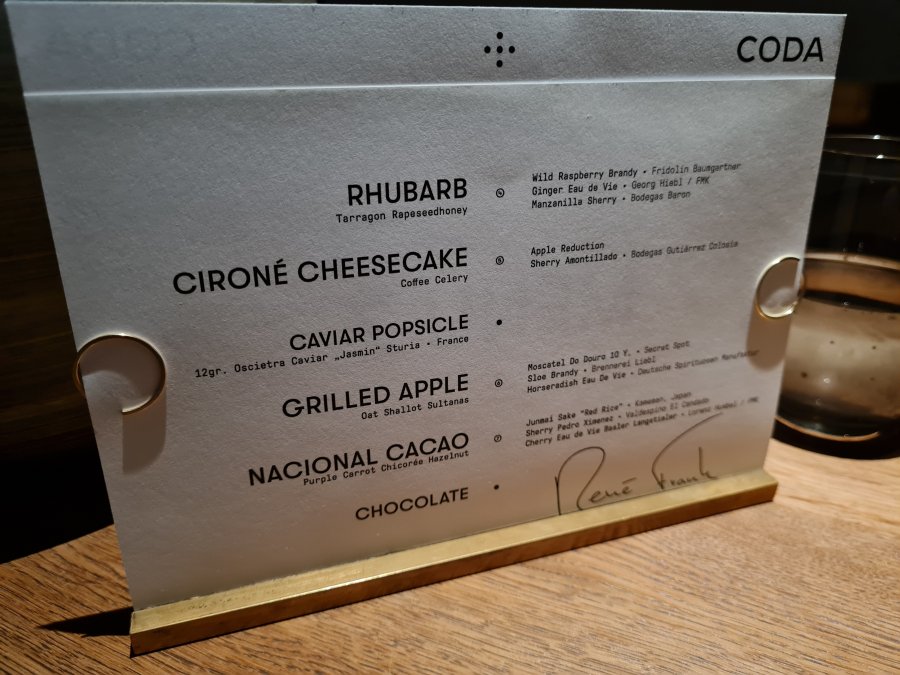 CODA
RHUBARB
Tarragon Rapeseedhoney
Wild Raspberry Brandy • Fridolin Baumgartner
Ginger Eau de Vie • Georg Hiebl / FMK
Manzanilla Sherry • Bodegas Baron
CIRONÉ CHEESECAKE
Coffee Celery
Apple Reduction
Sherry Amontillado • Bodegas Gutiérrez Colosia
CAVIAR POPSICLE
12gr. Oscietra Caviar „Jasmin“ Sturia • France
GRILLED APPLE
Oat Shallot Sultanas
Moscatel Do Douro 10 Y. • Secret Spot
Sloe Brandy • Brennerei Liebl
Horseradish Eau De Vie • Deutsche Spirituosen Manufaktur
NACIONAL CACAO
Purple Carrot Chicorée Hazelnut
Junmai Sake "Red Rice" • Kameman, Japan
Sherry Pedro Ximenez • Valdespino El Candado
Cherry Eau de Vie Basler Langstieler • Lorenz Humbel / FMK
CHOCOLATE
René Frank